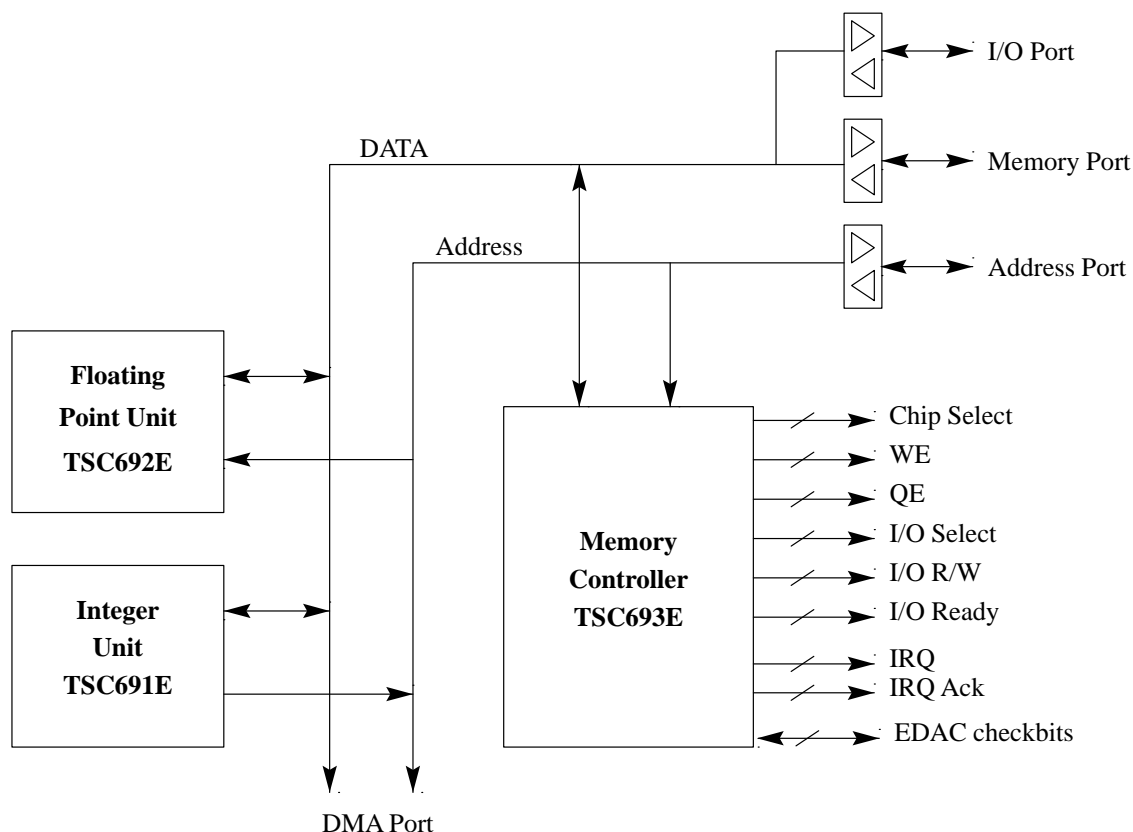 I/O Port
DATA
Memory Port
Address
Address Port
Floating
Point Unit
TSC692E
Integer
Unit
TSC691E
Memory
Controller
TSC693E
Chip Select
WE
QE
I/O Select
I/O R/W
I/O Ready
IRQ
IRQ Ack
EDAC checkbits
DMA Port